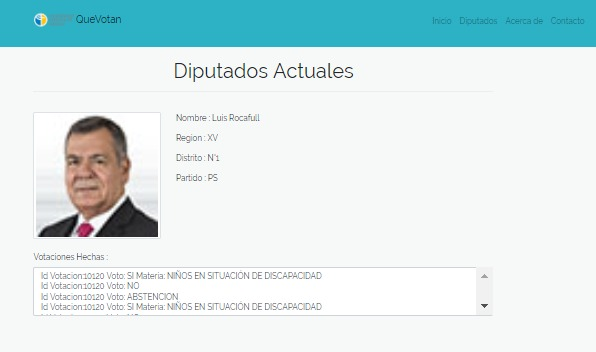 QueVotan
Inicio Diputados Acerca de Contacto
Diputados Actuales
Nombre : Luis Rocafull
Region : XV
Distrito : N°1
Partido : PS
Votaciones Hechas :
Id Votacion:10120 Voto: SI Materia: NIÑOS EN SITUACIÓN DE DISCAPACIDAD
Id Votacion:10120 Voto: NO
Id Votacion:10120 Voto: ABSTENCION
Id Votacion:10120 Voto: SI Materia: NIÑOS EN SITUACIÓN DE DISCAPACIDAD